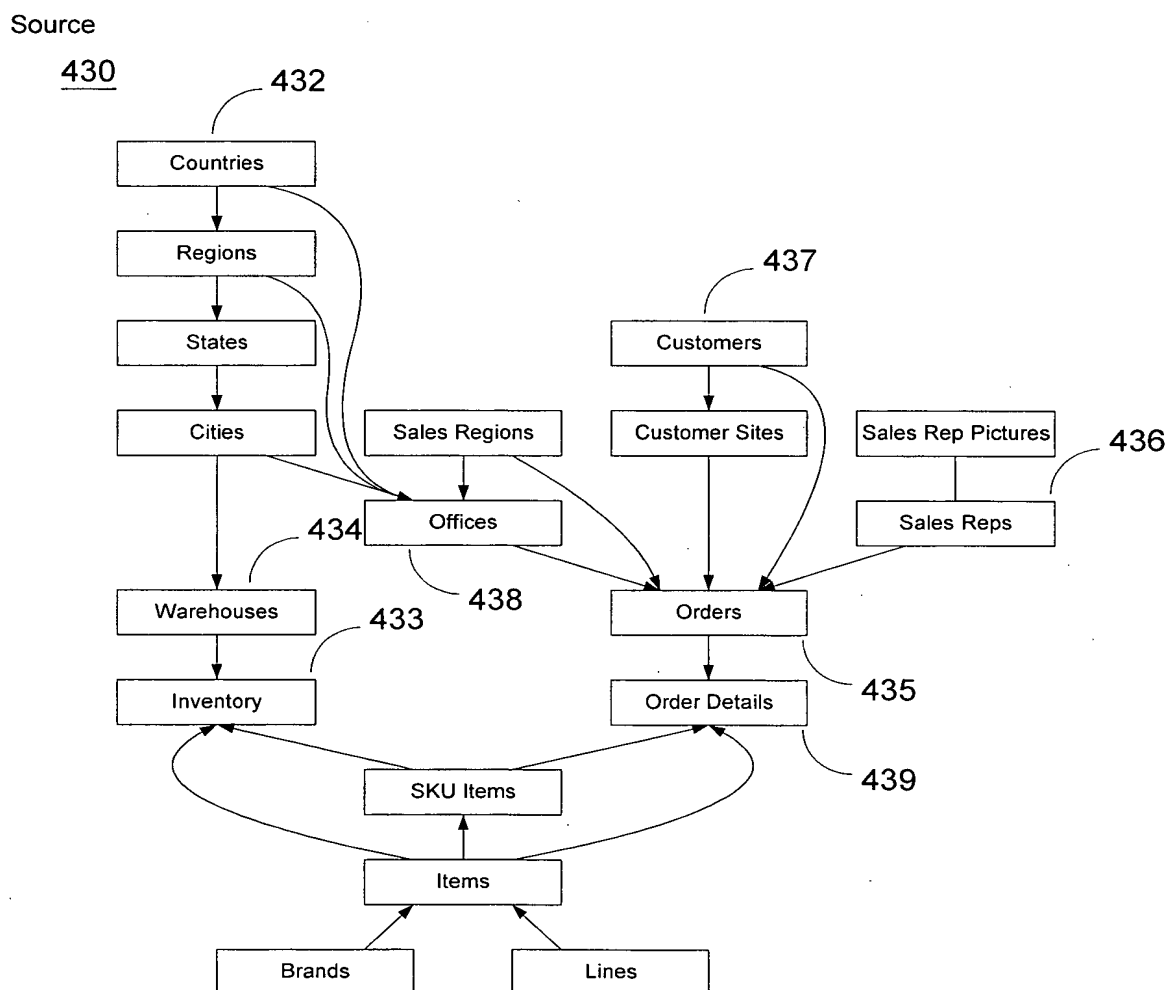 Source
430
432
Countries
Regions
437
States
Customers
Cities
Sales Regions
Customer Sites
Sales Rep Pictures
436
Offices
Sales Reps
434
438
Warehouses
Orders
433
435
Inventory
Order Details
439
SKU Items
Items
Brands
Lines